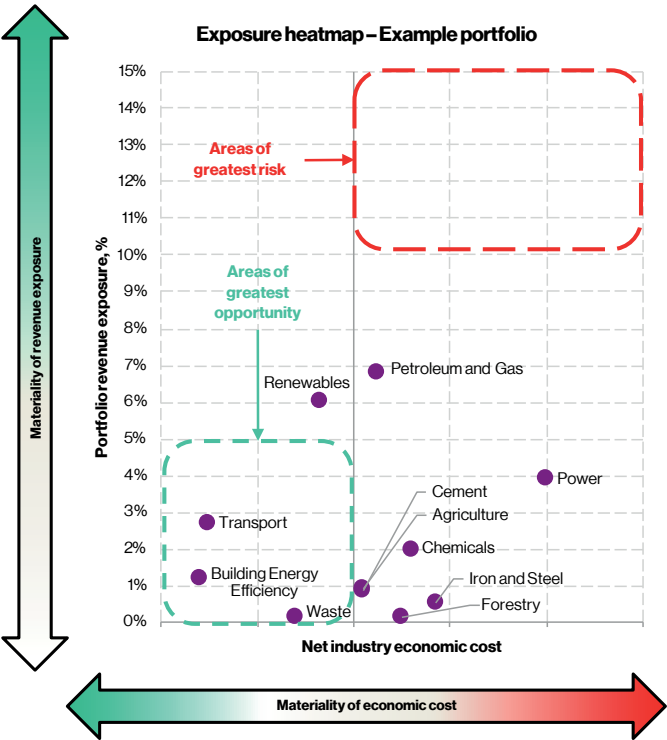 Exposure heatmap – Example portfolio
Materiality of revenue exposure
Portfolio revenue exposure, %
15%
14%
13%
12%
11%
10%
9%
8%
7%
6%
5%
4%
3%
2%
1%
0%
Areas of
greatest risk
Areas of
greatest
opportunity
Petroleum and Gas
Renewables
Power
Cement
Agriculture
Transport
Chemicals
Building Energy
Efficiency
Iron and Steel
Forestry
Waste
Net industry economic cost
Materiality of economic cost